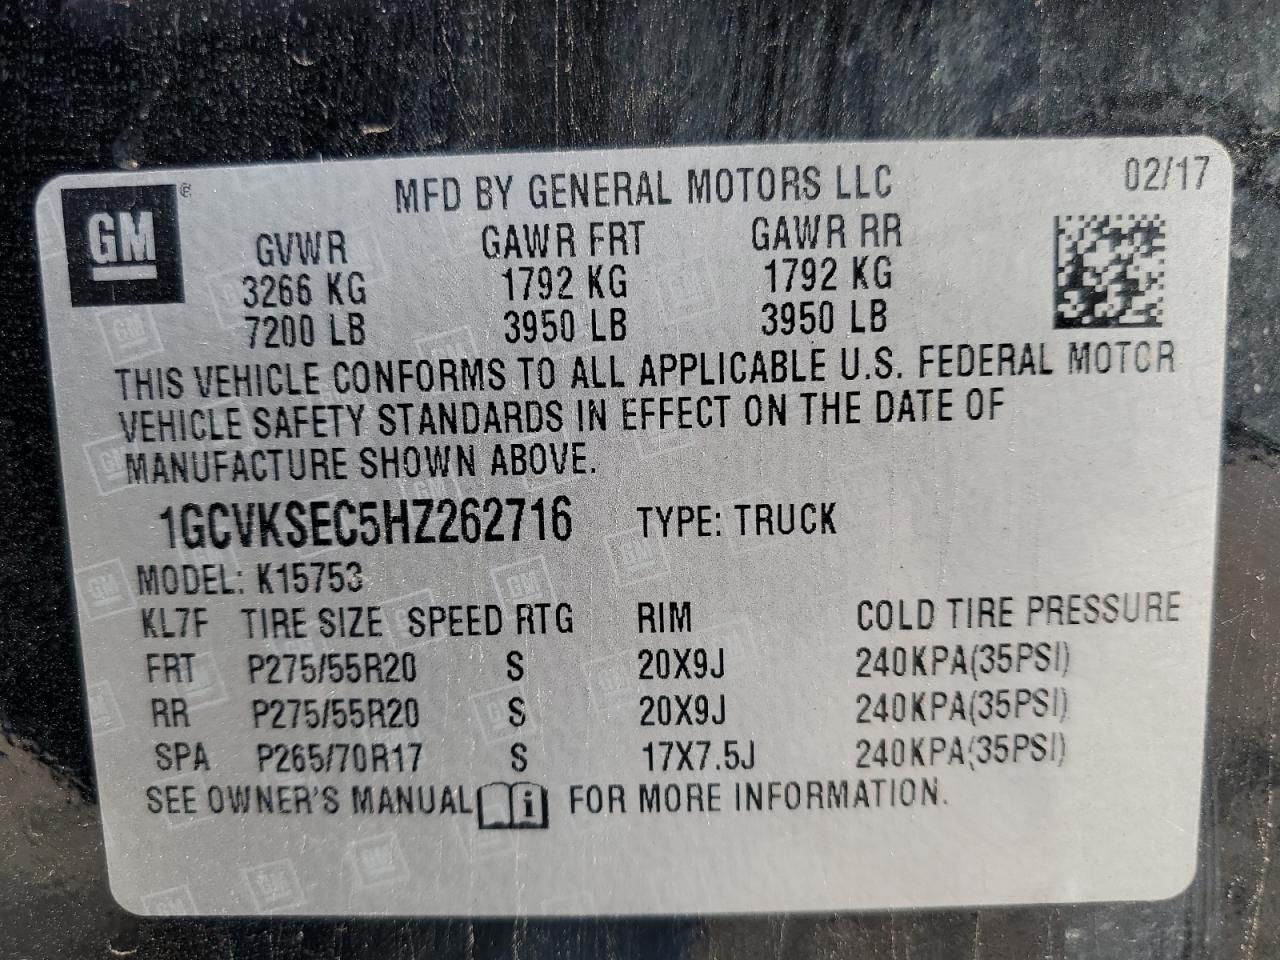 GM ®
MFD BY GENERAL MOTORS LLC 02/17
GVWR GAWR FRT GAWR RR
3266 KG 1792 KG 1792 KG
7200 LB 3950 LB 3950 LB
THIS VEHICLE CONFORMS TO ALL APPLICABLE U.S. FEDERAL MOTOR
VEHICLE SAFETY STANDARDS IN EFFECT ON THE DATE OF
MANUFACTURE SHOWN ABOVE.
1GCVKSEC5HZ262716 TYPE: TRUCK
MODEL: K15753
KL7F TIRE SIZE SPEED RTG RIM COLD TIRE PRESSURE
FRT P275/55R20 S 20X9J 240KPA(35PSI)
RR P275/55R20 S 20X9J 240KPA(35PSI)
SPA P265/70R17 S 17X7.5J 240KPA(35PSI)
SEE OWNER'S MANUAL i FOR MORE INFORMATION.